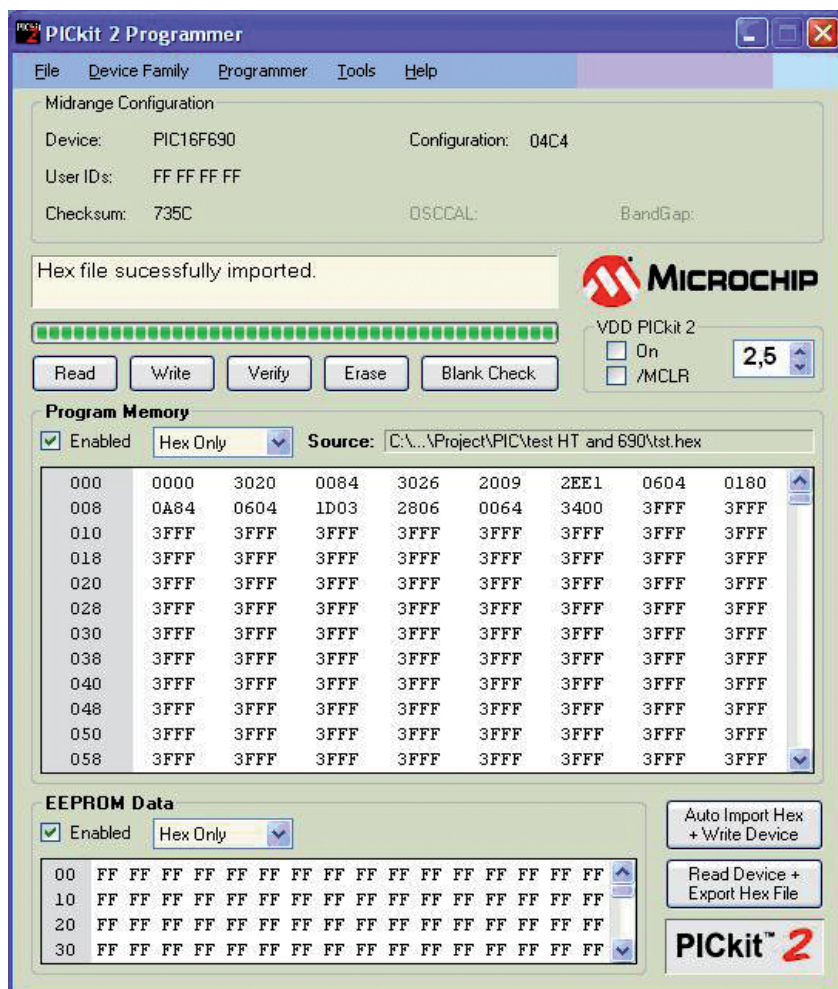 PICkit 2 Programmer
File Device Family Programmer Tools Help
Midrange Configuration
Device: PIC16F690 Configuration: 04C4
User IDs: FF FF FF FF
Checksum: 735C OSCCAL: BandGap:
Hex file sucessfully imported.
MICROCHIP
VDD PICkit 2
On
/MCLR
2,5
Read Write Verify Erase Blank Check
Program Memory
Enabled Hex Only Source: C:\...\Project\PIC\test HT and 690\tst.hex
000 0000 3020 0084 3026 2009 2EE1 0604 0180
008 0A84 0604 1D03 2806 0064 3400 3FFF 3FFF
010 3FFF 3FFF 3FFF 3FFF 3FFF 3FFF 3FFF 3FFF
018 3FFF 3FFF 3FFF 3FFF 3FFF 3FFF 3FFF 3FFF
020 3FFF 3FFF 3FFF 3FFF 3FFF 3FFF 3FFF 3FFF
028 3FFF 3FFF 3FFF 3FFF 3FFF 3FFF 3FFF 3FFF
030 3FFF 3FFF 3FFF 3FFF 3FFF 3FFF 3FFF 3FFF
038 3FFF 3FFF 3FFF 3FFF 3FFF 3FFF 3FFF 3FFF
040 3FFF 3FFF 3FFF 3FFF 3FFF 3FFF 3FFF 3FFF
048 3FFF 3FFF 3FFF 3FFF 3FFF 3FFF 3FFF 3FFF
050 3FFF 3FFF 3FFF 3FFF 3FFF 3FFF 3FFF 3FFF
058 3FFF 3FFF 3FFF 3FFF 3FFF 3FFF 3FFF 3FFF
EEPROM Data
Enabled Hex Only
00 FF FF FF FF FF FF FF FF FF FF FF FF FF FF FF FF
10 FF FF FF FF FF FF FF FF FF FF FF FF FF FF FF FF
20 FF FF FF FF FF FF FF FF FF FF FF FF FF FF FF FF
30 FF FF FF FF FF FF FF FF FF FF FF FF FF FF FF FF
Auto Import Hex
+ Write Device
Read Device +
Export Hex File
PICkit™ 2